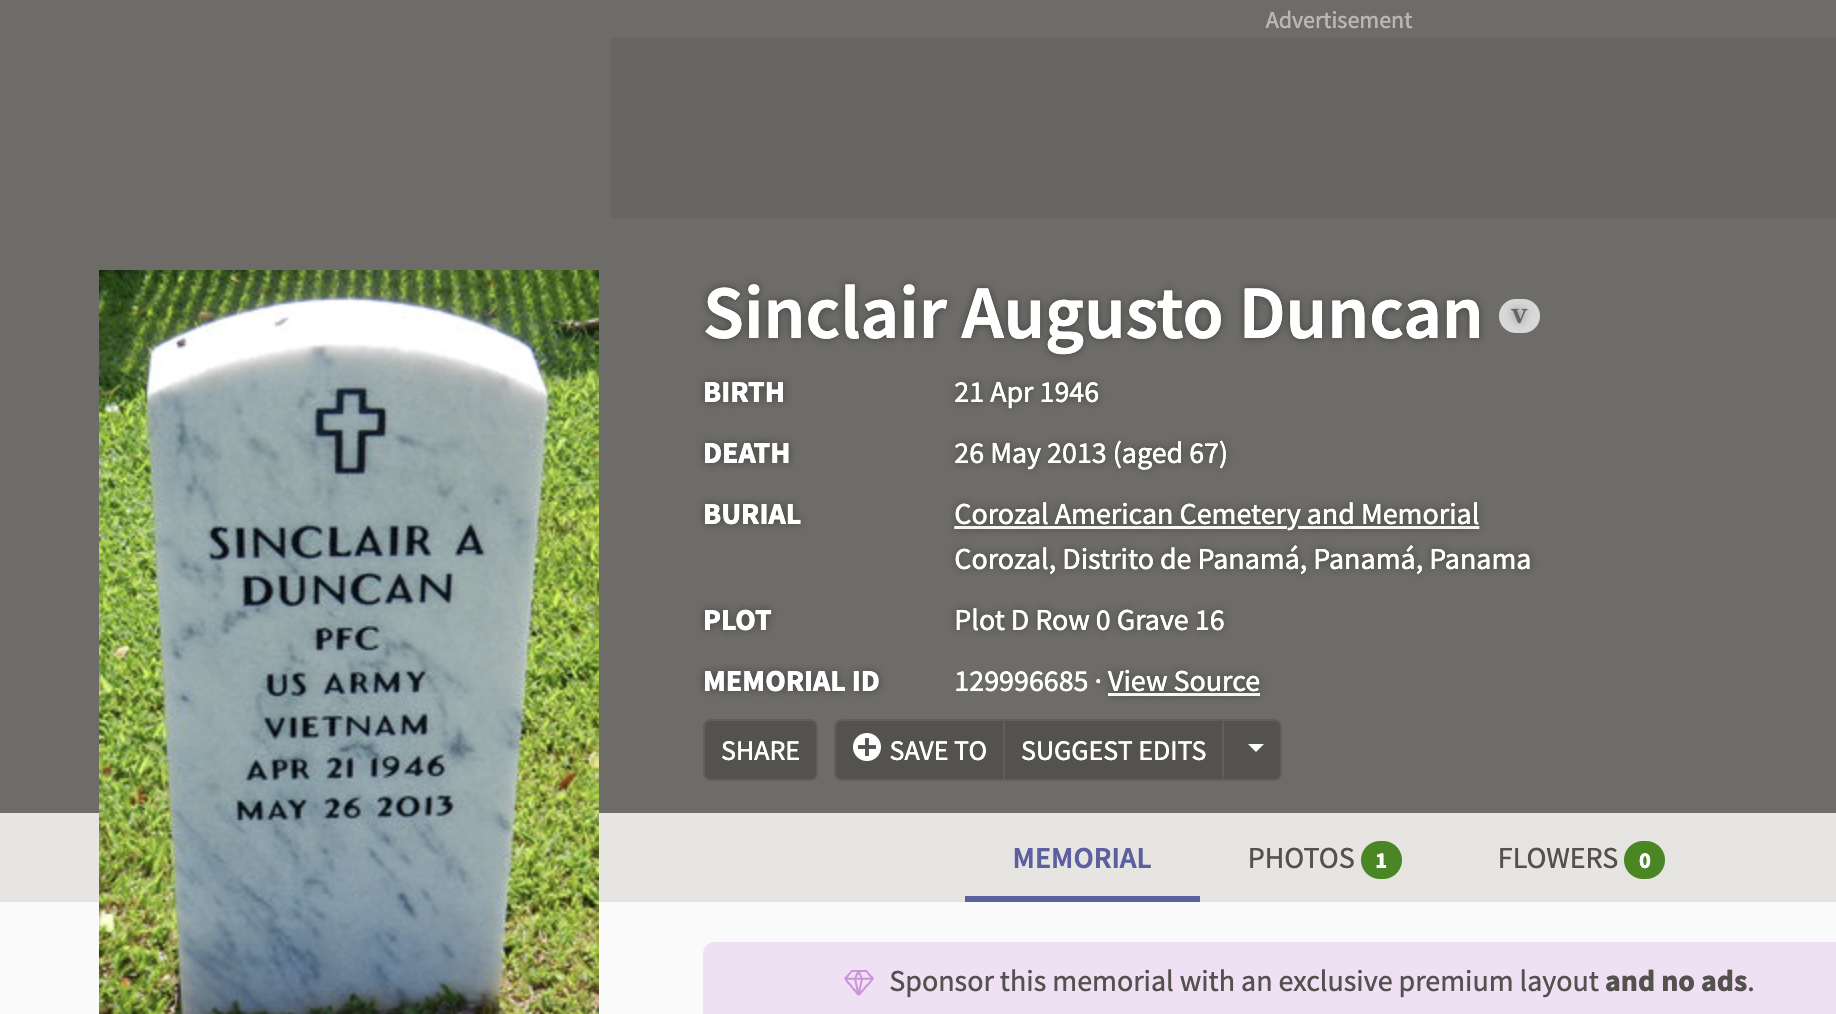 Advertisement
SINCLAIR A
DUNCAN
PFC
US ARMY
VIETNAM
APR 21 1946
MAY 26 2013
Sinclair Augusto Duncan V
BIRTH 21 Apr 1946
DEATH 26 May 2013 (aged 67)
BURIAL Corozal American Cemetery and Memorial
Corozal, Distrito de Panamá, Panamá, Panama
PLOT Plot D Row 0 Grave 16
MEMORIAL ID 129996685 · View Source
SHARE SAVE TO SUGGEST EDITS
MEMORIAL PHOTOS 1 FLOWERS 0
Sponsor this memorial with an exclusive premium layout and no ads.